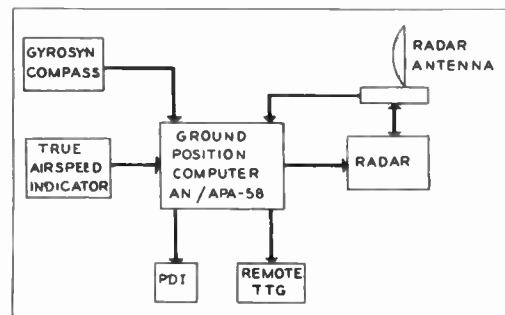 GYROSYN
COMPASS
RADAR
ANTENNA
TRUE
AIRSPEED
INDICATOR
GROUND
POSITION
COMPUTER
AN/APA-58
RADAR
PDI
REMOTE
TTG